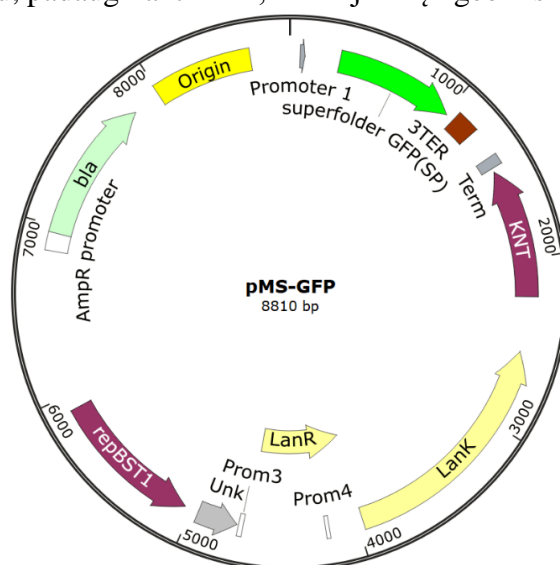 Promoter 1
superfolder GFP(SP)
3TER
Term
KNT
LanK
LanR
Prom4
Prom3
Unk
repBST1
AmpR promoter
bla
Origin
1000
2000
3000
4000
5000
6000
7000
8000
pMS-GFP
8810 bp